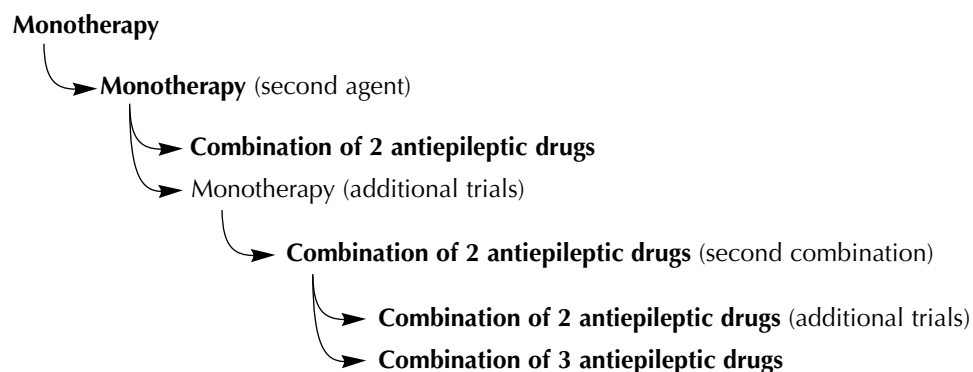 Monotherapy
Monotherapy (second agent)
Combination of 2 antiepileptic drugs
Monotherapy (additional trials)
Combination of 2 antiepileptic drugs (second combination)
Combination of 2 antiepileptic drugs (additional trials)
Combination of 3 antiepileptic drugs